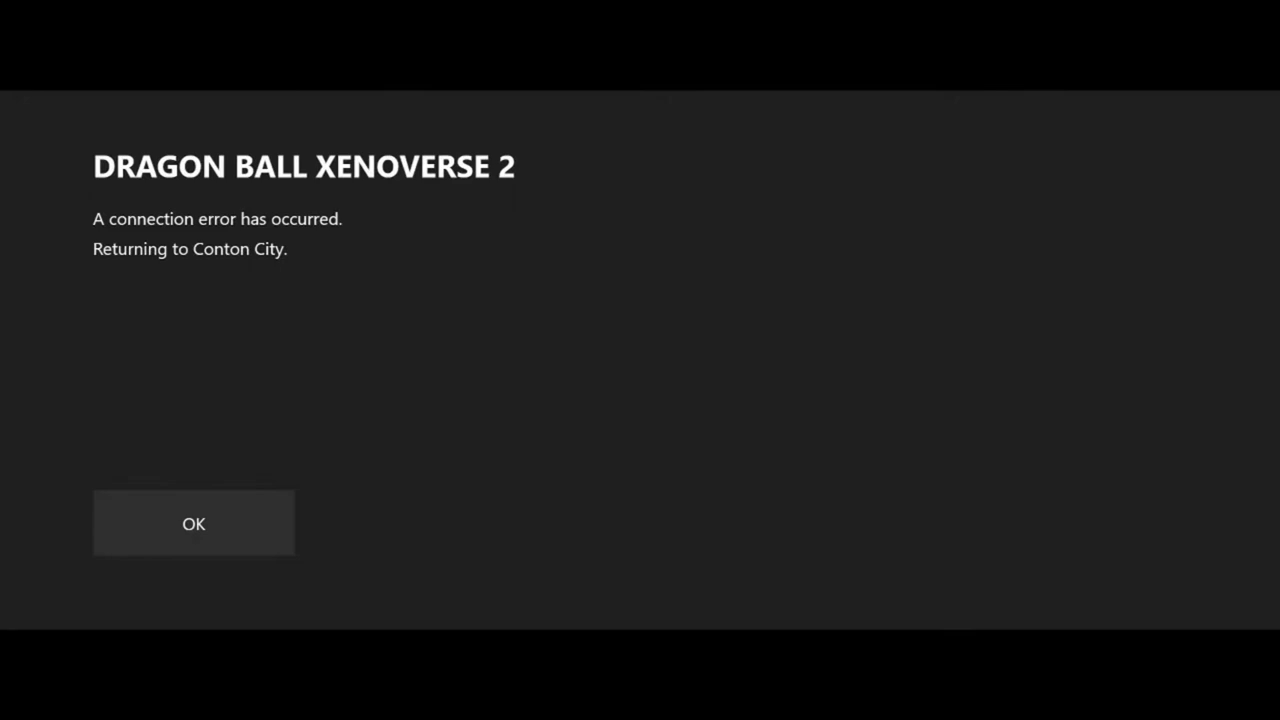 DRAGON BALL XENOVERSE 2
A connection error has occurred.
Returning to Conton City.
OK